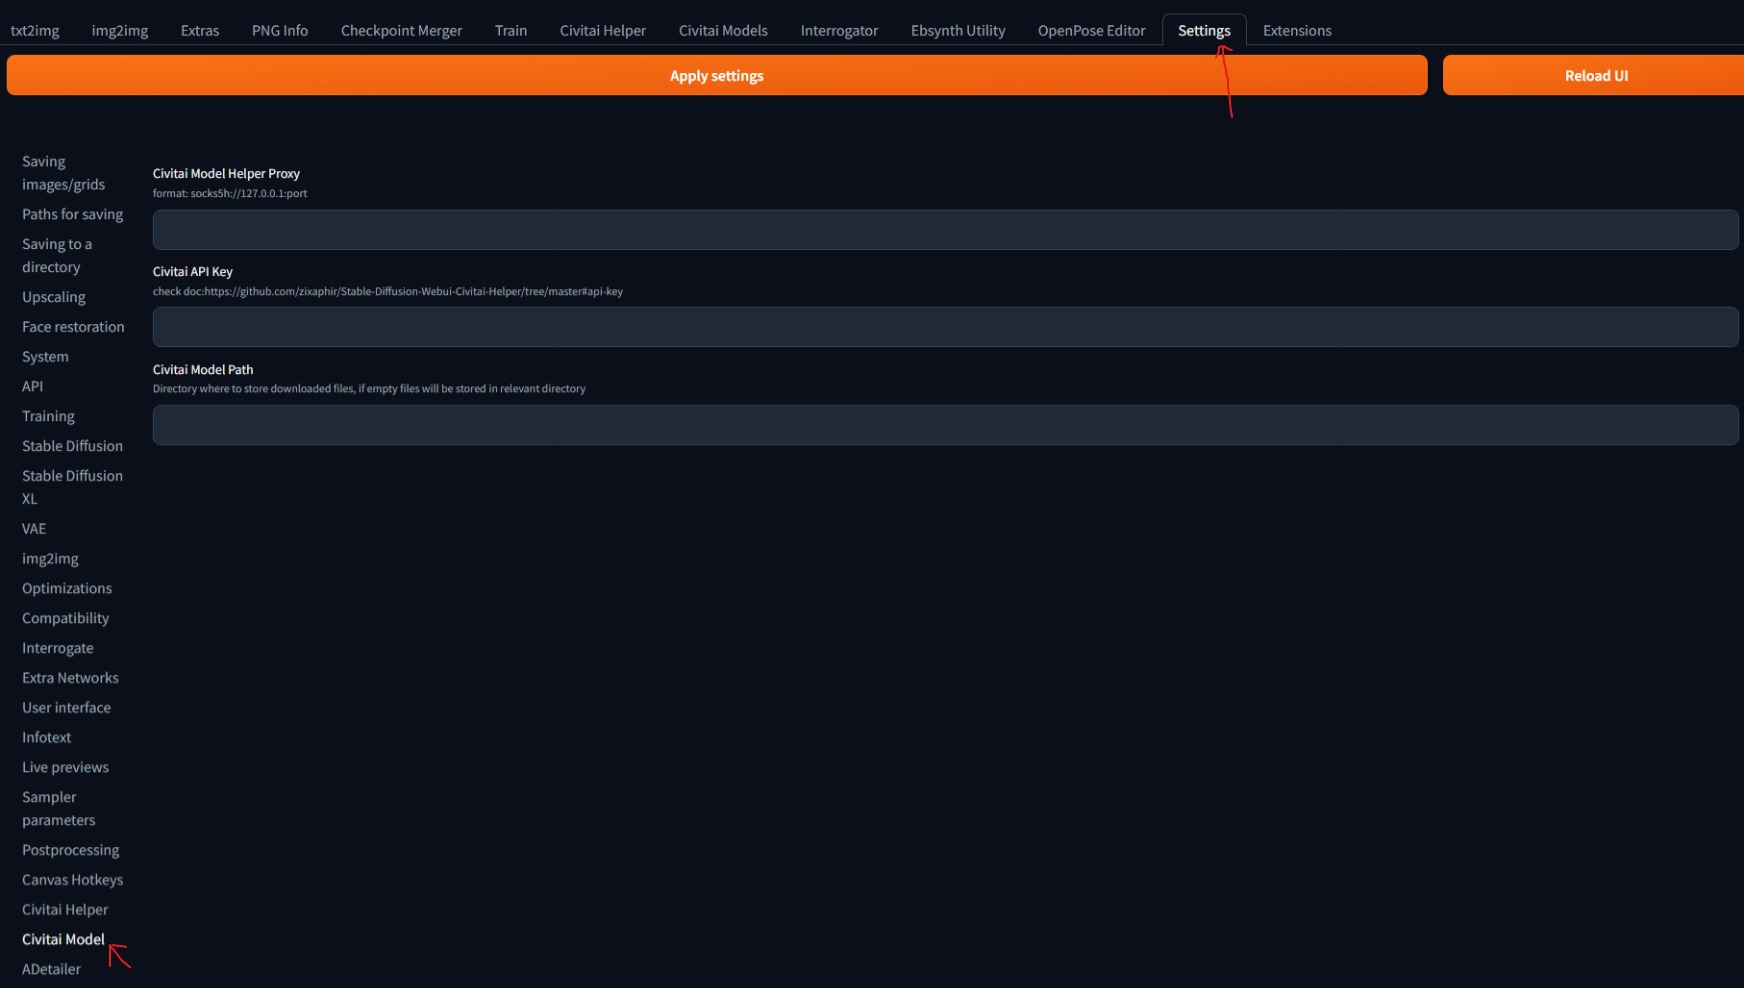 txt2img img2img Extras PNG Info Checkpoint Merger Train Civitai Helper Civitai Models Interrogator Ebsynth Utility OpenPose Editor Settings Extensions
Apply settings Reload UI
Saving
images/grids
Paths for saving
Saving to a
directory
Upscaling
Face restoration
System
API
Training
Stable Diffusion
Stable Diffusion
XL
VAE
img2img
Optimizations
Compatibility
Interrogate
Extra Networks
User interface
Infotext
Live previews
Sampler
parameters
Postprocessing
Canvas Hotkeys
Civitai Helper
Civitai Model
ADetailer
Civitai Model Helper Proxy
format: socks5h://127.0.0.1:port
Civitai API Key
check doc:https://github.com/zixaphir/Stable-Diffusion-Webui-Civitai-Helper/tree/master#api-key
Civitai Model Path
Directory where to store downloaded files, if empty files will be stored in relevant directory